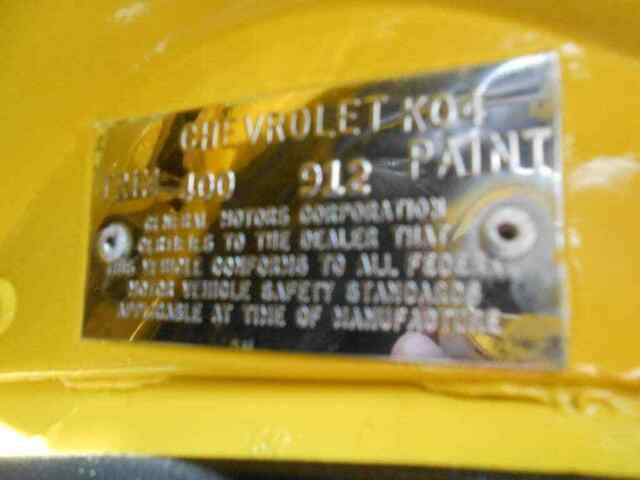 CHEVROLET K04
TRIM 400 912 PAINT
GENERAL MOTORS CORPORATION
CERTIFIES TO THE DEALER THAT
THIS VEHICLE CONFORMS TO ALL FEDERAL
MOTOR VEHICLE SAFETY STANDARDS
APPLICABLE AT TIME OF MANUFACTURE